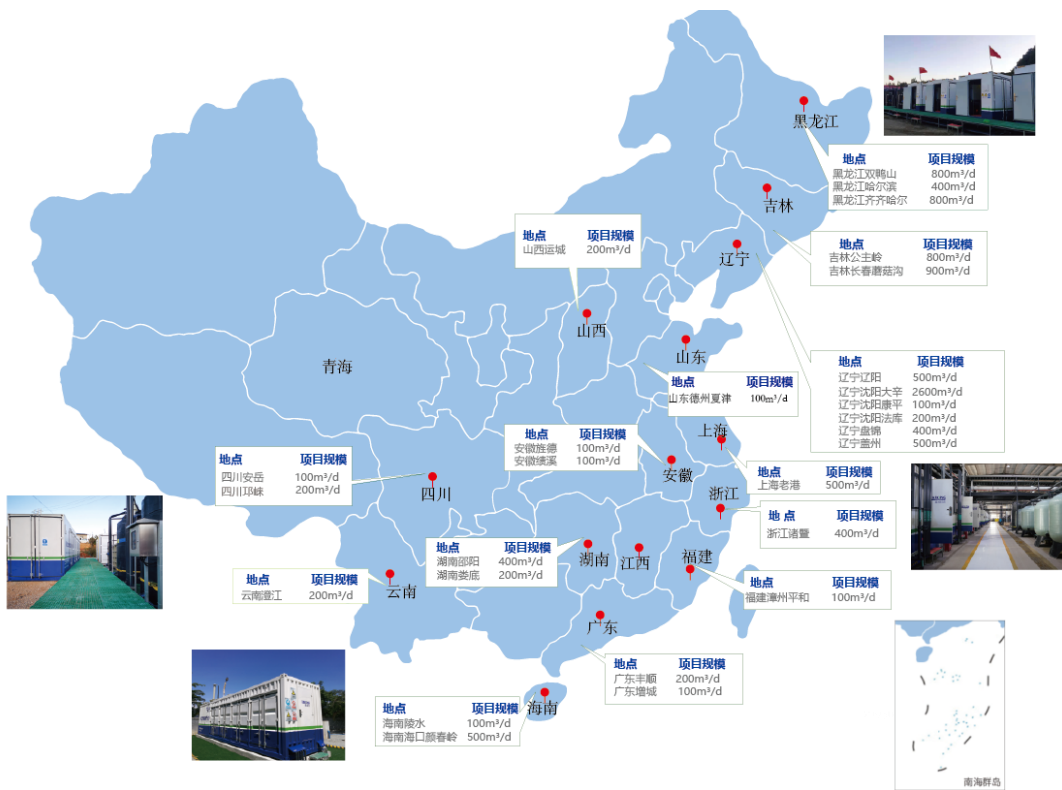 黑龙江
地点 项目规模
黑龙江双鸭山 800m³/d
黑龙江哈尔滨 400m³/d
黑龙江齐齐哈尔 800m³/d
吉林
地点 项目规模
吉林公主岭 800m³/d
吉林长春蘑菇沟 900m³/d
辽宁
地点 项目规模
山西运城 200m³/d
山西
山东
青海
地点 项目规模
辽宁辽阳 500m³/d
辽宁沈阳大辛 2600m³/d
辽宁沈阳康平 100m³/d
辽宁沈阳法库 200m³/d
辽宁盘锦 400m³/d
辽宁盖州 500m³/d
地点 项目规模
山东德州夏津 100m³/d
上海
地点 项目规模
安徽旌德 100m³/d
安徽绩溪 100m³/d
安徽
地点 项目规模
上海老港 500m³/d
地点 项目规模
四川安岳 100m³/d
四川邛崃 200m³/d
四川
浙江
地 点 项目规模
浙江诸暨 400m³/d
地点 项目规模
湖南邵阳 400m³/d
湖南娄底 200m³/d
湖南
江西
福建
地点 项目规模
云南澄江 200m³/d
云南
地点 项目规模
福建漳州平和 100m³/d
广东
地点 项目规模
广东丰顺 200m³/d
广东增城 100m³/d
海南
地点 项目规模
海南陵水 100m³/d
海南海口颜春岭 500m³/d
南海群岛